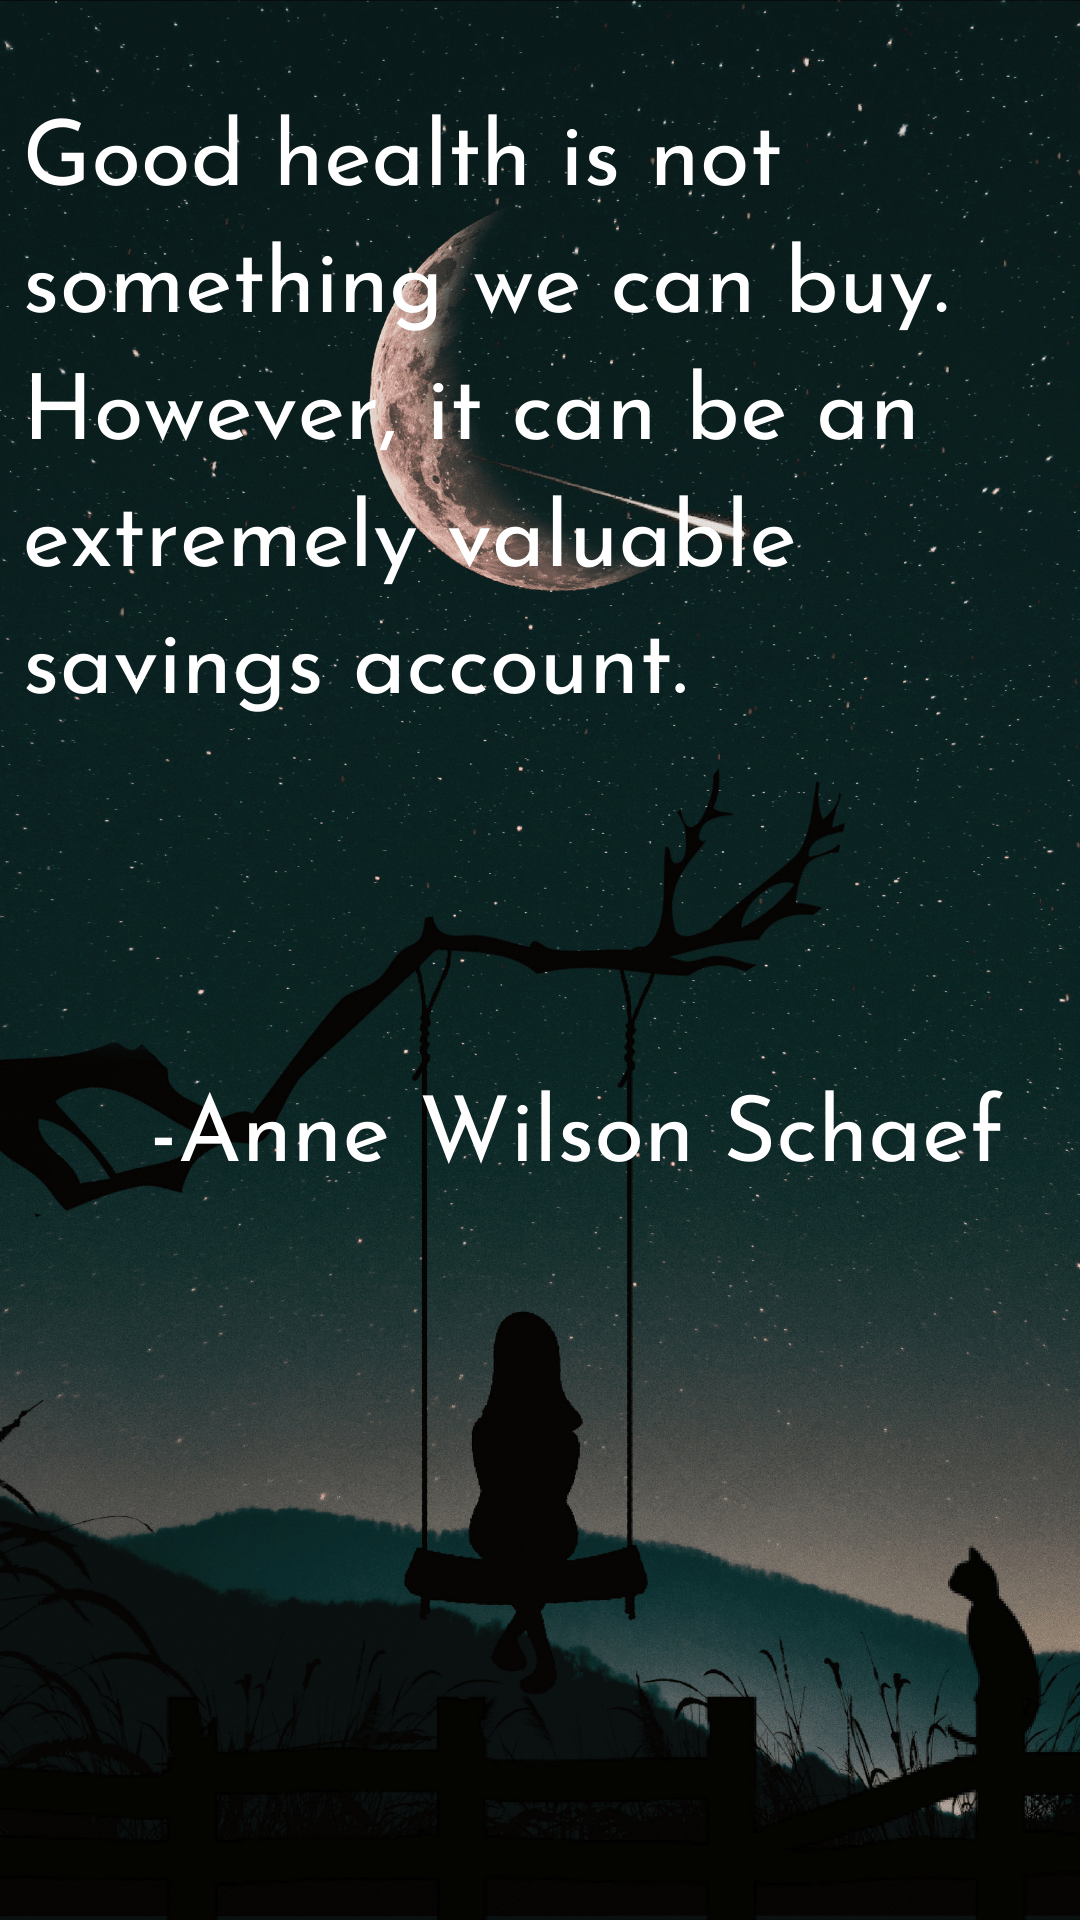 Good health is not
something we can buy.
However, it can be an
extremely valuable
savings account.
-Anne Wilson Schaef